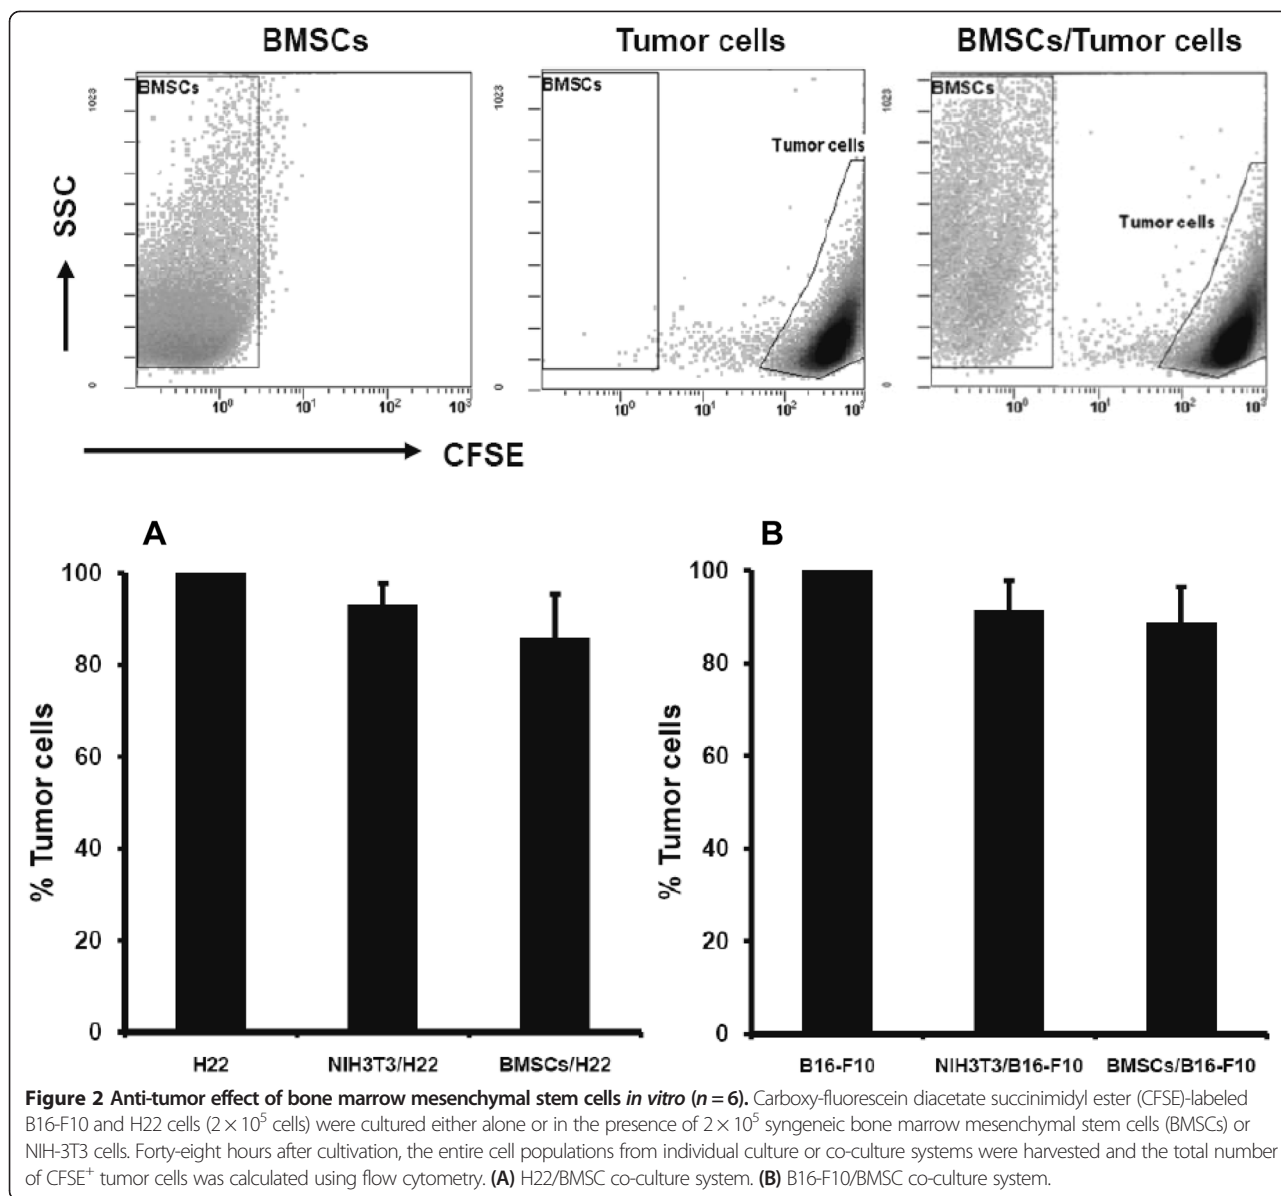 BMSCs
Tumor cells
BMSCs/Tumor cells
BMSCs
1023
0
10⁰
10¹
10²
10³
SSC
BMSCs
Tumor cells
1023
0
10⁰
10¹
10²
10³
BMSCs
Tumor cells
1023
0
10⁰
10¹
10²
10³
CFSE
A
% Tumor cells
100
80
60
40
20
0
H22
NIH3T3/H22
BMSCs/H22
B
% Tumor cells
100
80
60
40
20
0
B16-F10
NIH3T3/B16-F10
BMSCs/B16-F10
Figure 2 Anti-tumor effect of bone marrow mesenchymal stem cells in vitro (n = 6). Carboxy-fluorescein diacetate succinimidyl ester (CFSE)-labeled
B16-F10 and H22 cells (2 × 10⁵ cells) were cultured either alone or in the presence of 2 × 10⁵ syngeneic bone marrow mesenchymal stem cells (BMSCs) or
NIH-3T3 cells. Forty-eight hours after cultivation, the entire cell populations from individual culture or co-culture systems were harvested and the total number
of CFSE⁺ tumor cells was calculated using flow cytometry. (A) H22/BMSC co-culture system. (B) B16-F10/BMSC co-culture system.